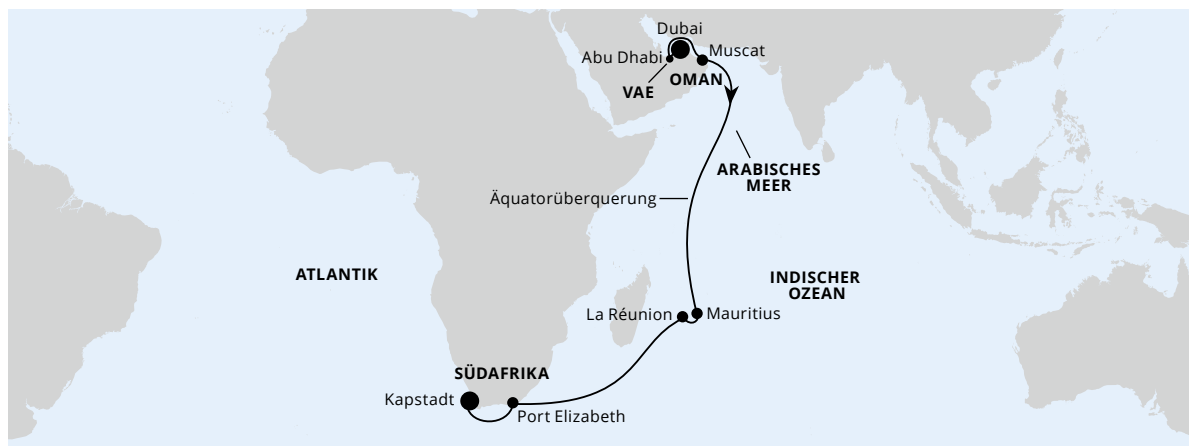 Dubai
Abu Dhabi
Muscat
VAE
OMAN
ARABISCHES
MEER
Äquatorüberquerung
ATLANTIK
INDISCHER
OZEAN
La Réunion
Mauritius
SÜDAFRIKA
Kapstadt
Port Elizabeth